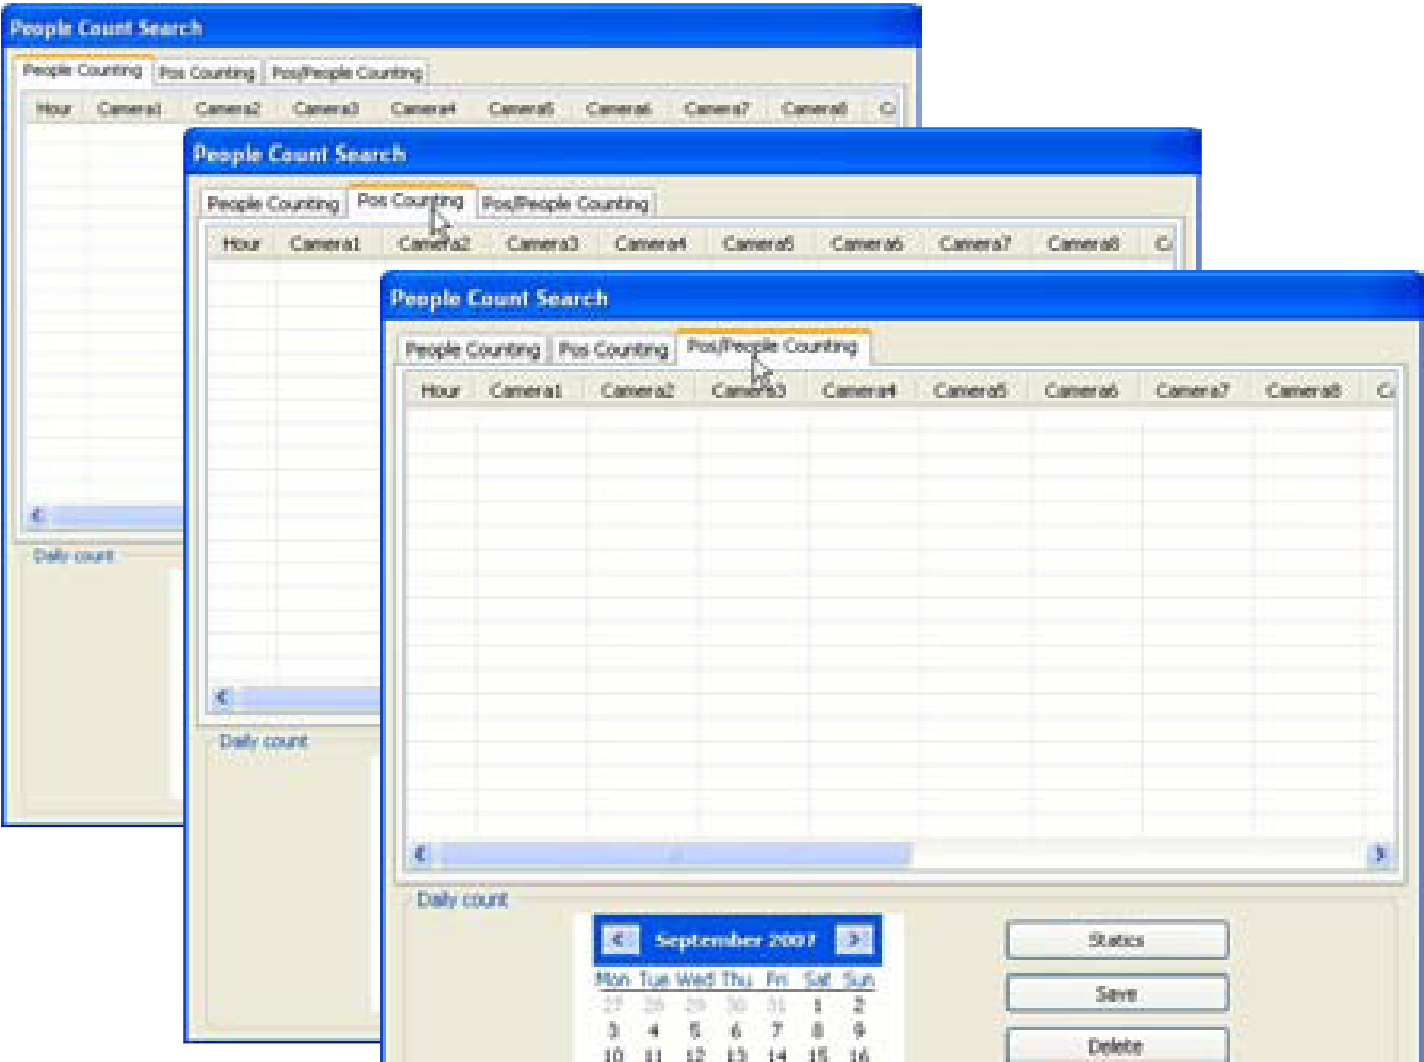 People Count Search
People Counting Pos Counting Pos/People Counting
Hour Camera1 Camera2 Camera3 Camera4 Camera5 Camera6 Camera7 Camera8 C
Daily count
People Count Search
People Counting Pos Counting Pos/People Counting
Hour Camera1 Camera2 Camera3 Camera4 Camera5 Camera6 Camera7 Camera8 C
Daily count
People Count Search
People Counting Pos Counting Pos/People Counting
Hour Camera1 Camera2 Camera3 Camera4 Camera5 Camera6 Camera7 Camera8 C
Daily count
< September 2007 >
Mon Tue Wed Thu Fri Sat Sun
27 28 29 30 31 1 2
3 4 5 6 7 8 9
10 11 12 13 14 15 16
Statics
Save
Delete